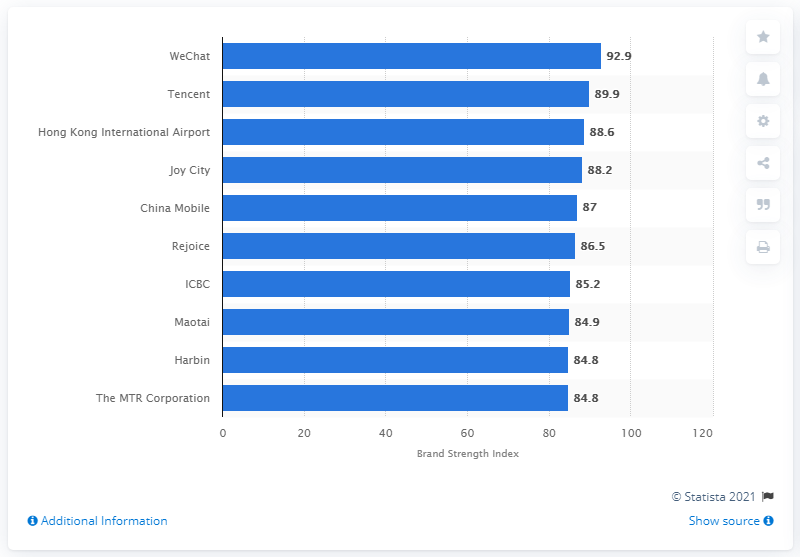 WeChat 92.9
Tencent 89.9
Hong Kong International Airport 88.6
Joy City 88.2
China Mobile 87
Rejoice 86.5
ICBC 85.2
Maotai 84.9
Harbin 84.8
The MTR Corporation 84.8
0 20 40 60 80 100 120
Brand Strength Index
© Statista 2021
Additional Information
Show source